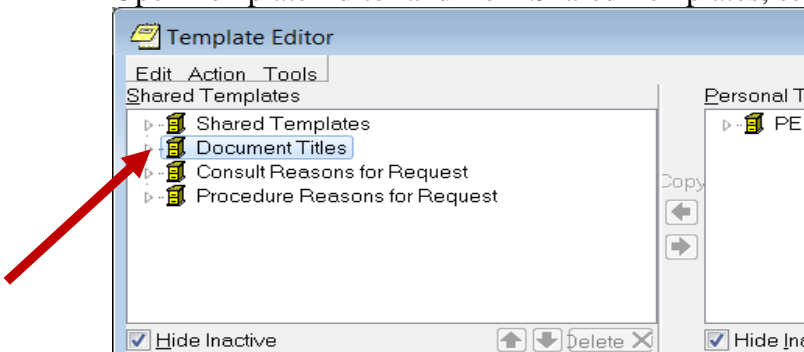 Template Editor
Edit Action Tools
Shared Templates
Personal T
Shared Templates
PE
Document Titles
Consult Reasons for Request
Procedure Reasons for Request
Copy
Hide Inactive
Delete
Hide Ina